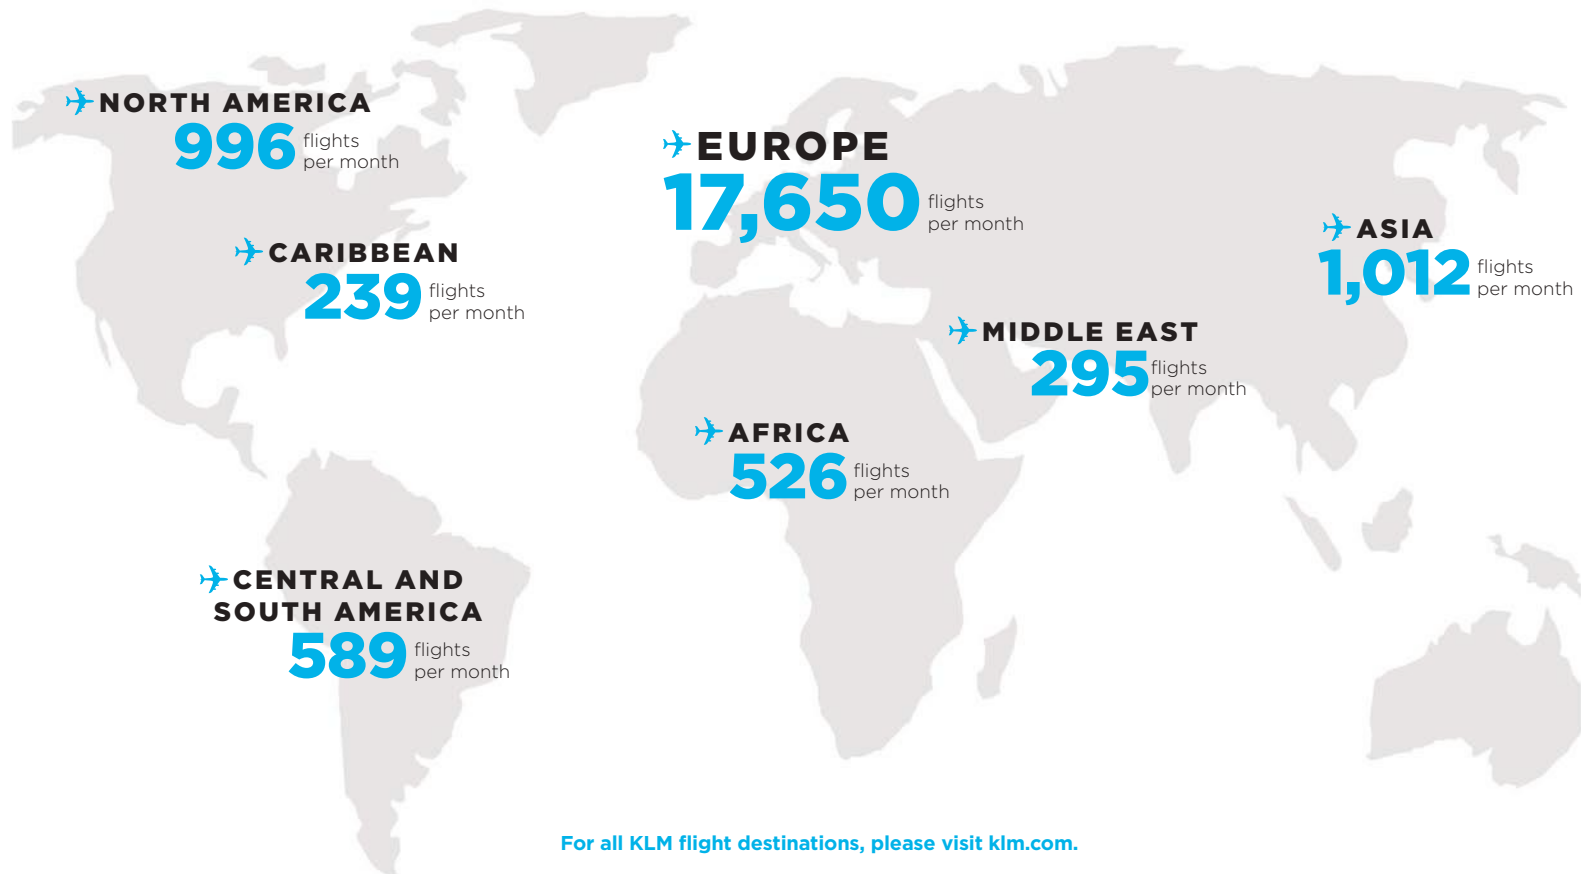 NORTH AMERICA
996 flights
per month
EUROPE
17,650 flights
per month
CARIBBEAN
239 flights
per month
ASIA
1,012 flights
per month
MIDDLE EAST
295 flights
per month
AFRICA
526 flights
per month
CENTRAL AND
SOUTH AMERICA
589 flights
per month
For all KLM flight destinations, please visit klm.com.